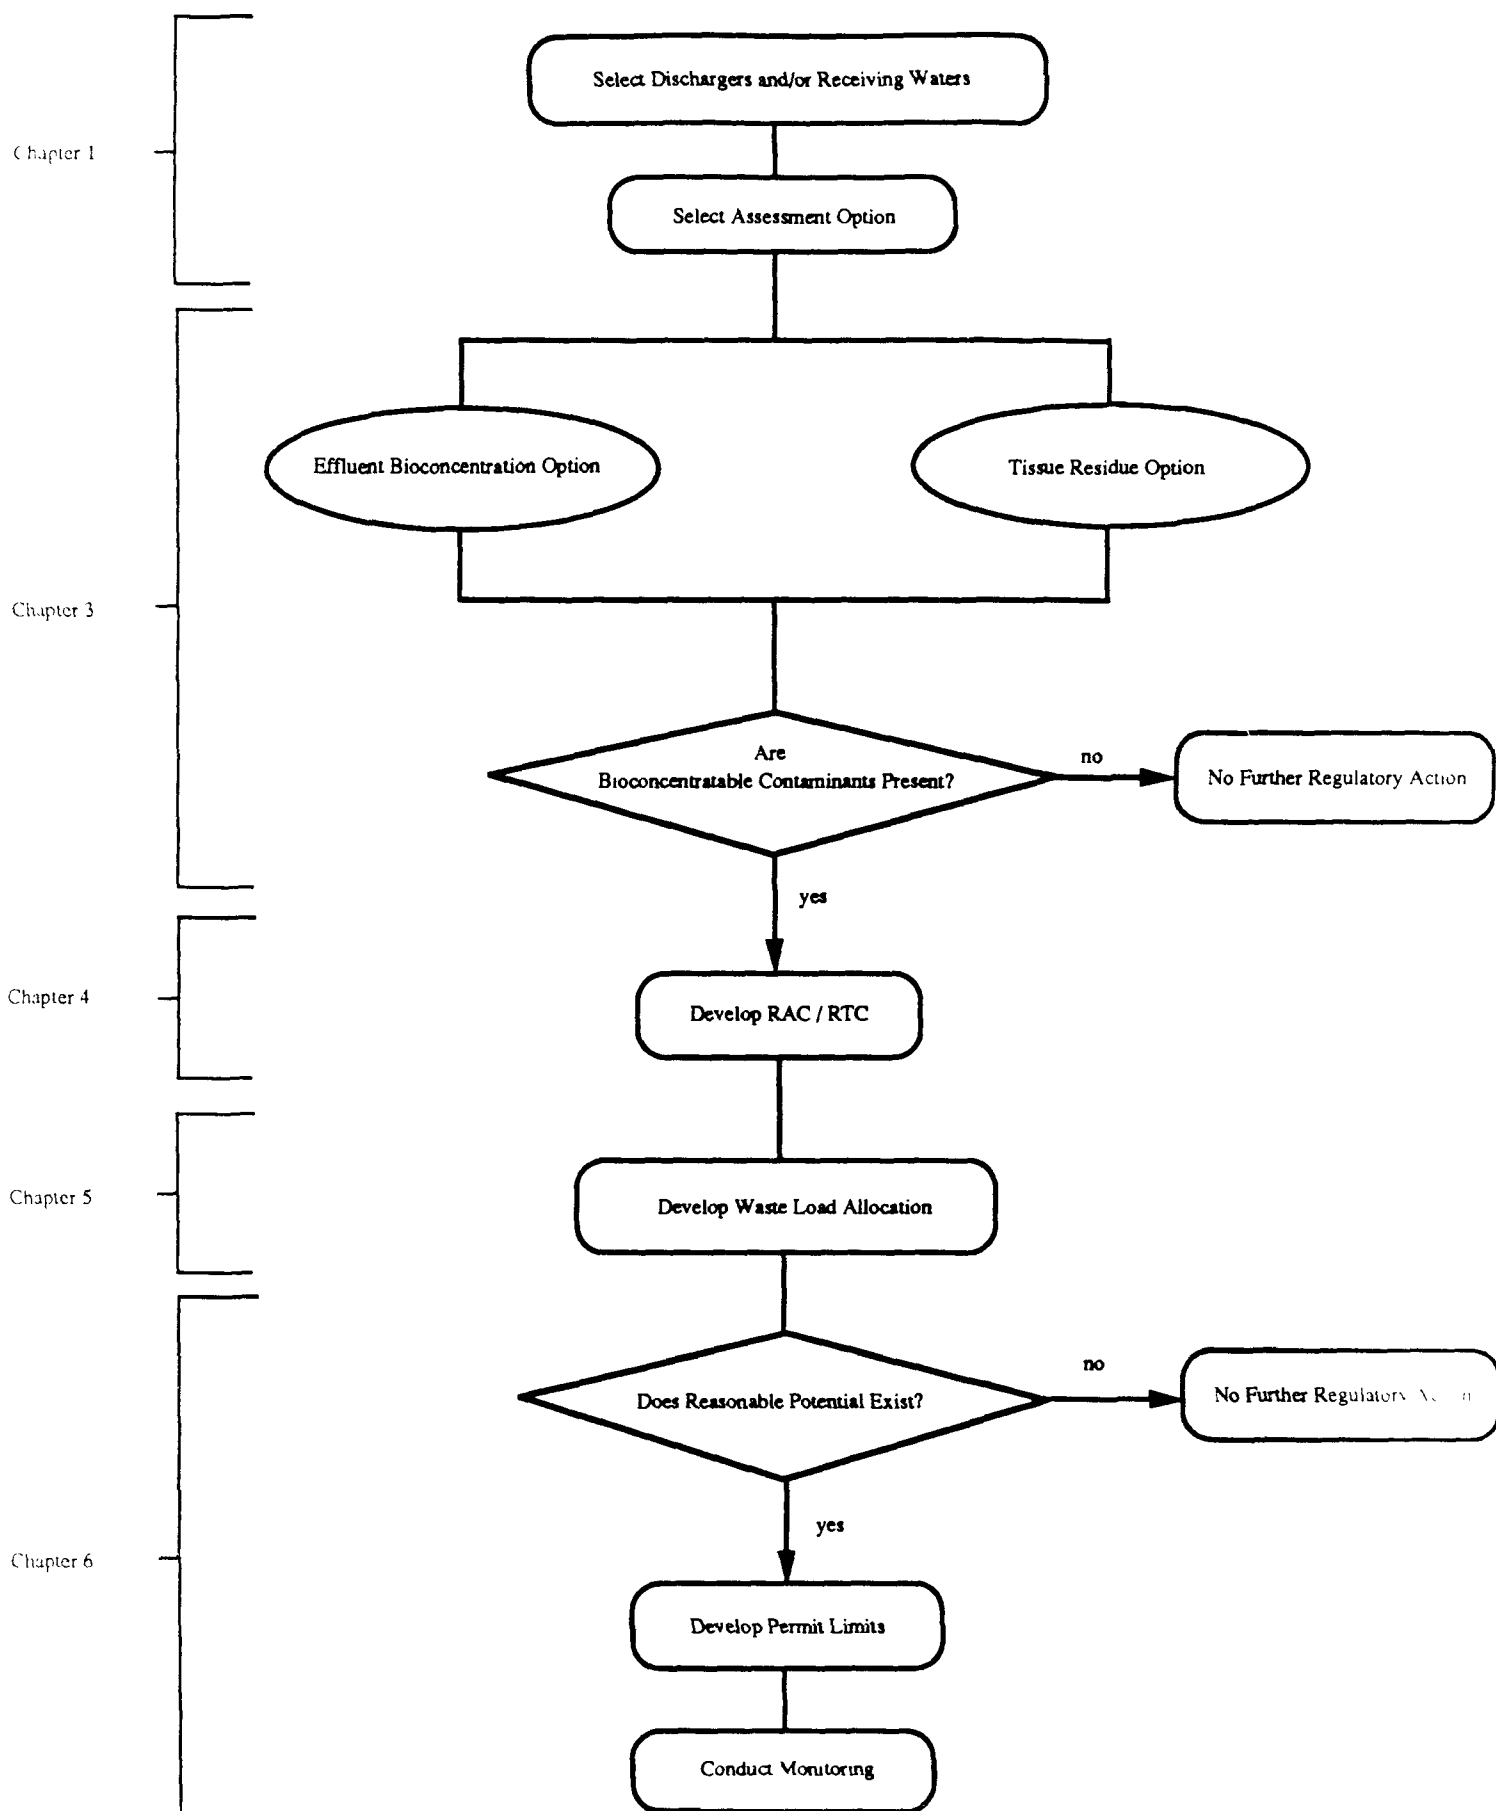 Select Dischargers and/or Receiving Waters
Chapter 1
Select Assessment Option
Effluent Bioconcentration Option
Tissue Residue Option
Chapter 3
Are
Bioconcentratable Contaminants Present?
no
No Further Regulatory Action
yes
Chapter 4
Develop RAC / RTC
Chapter 5
Develop Waste Load Allocation
no
Does Reasonable Potential Exist?
No Further Regulatory
yes
Chapter 6
Develop Permit Limits
Conduct Monitoring